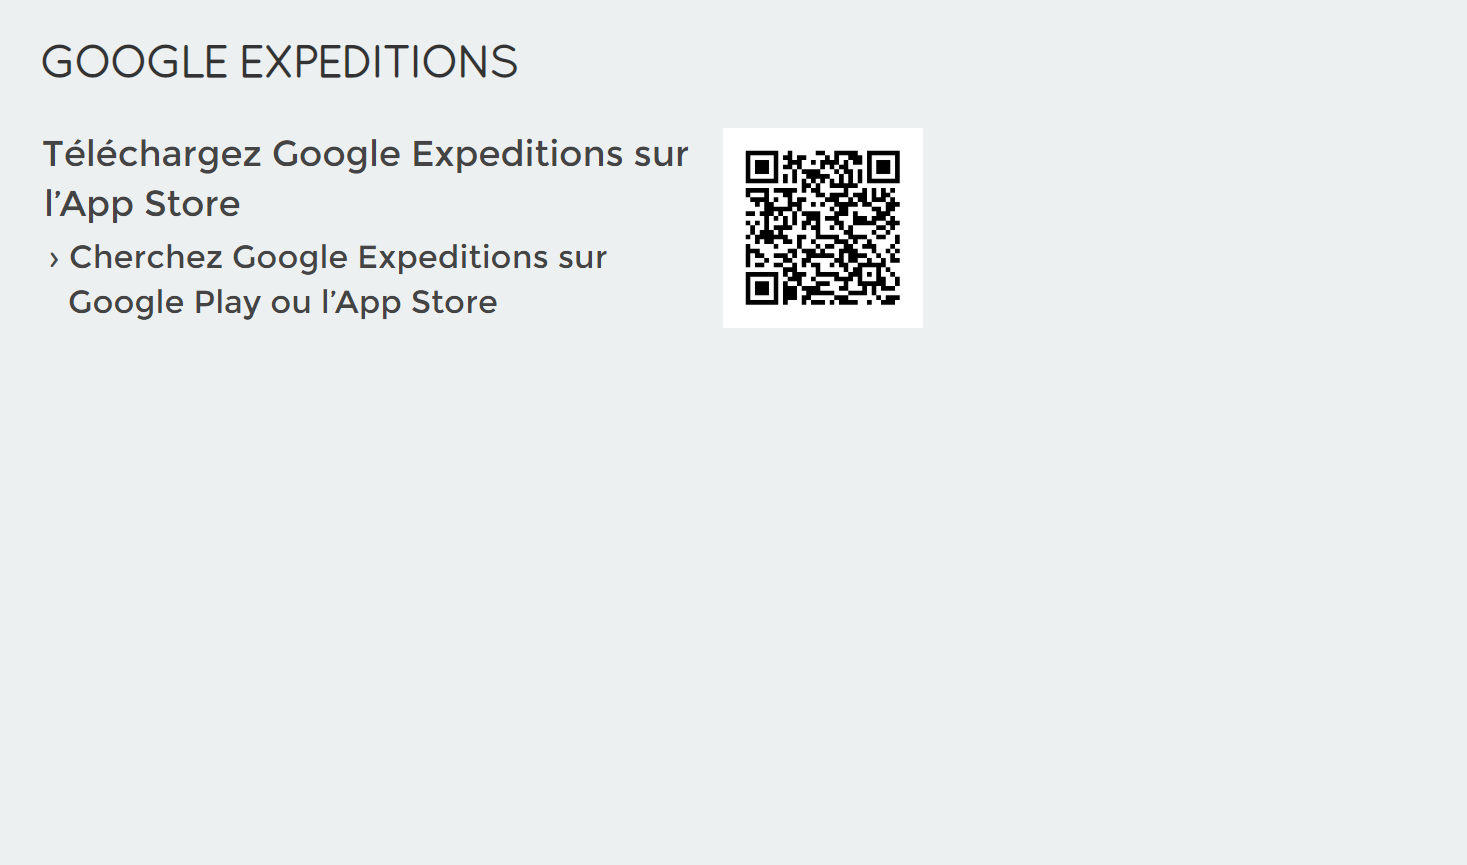 GOOGLE EXPEDITIONS
Téléchargez Google Expeditions sur
l’App Store
› Cherchez Google Expeditions sur
Google Play ou l’App Store